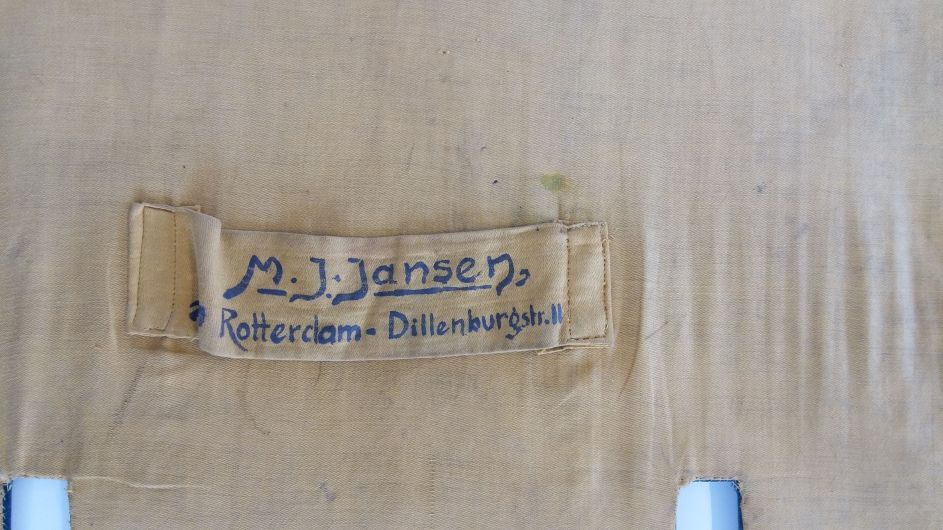 M. J. Jansen,
Rotterdam - Dillenburgstr. 11